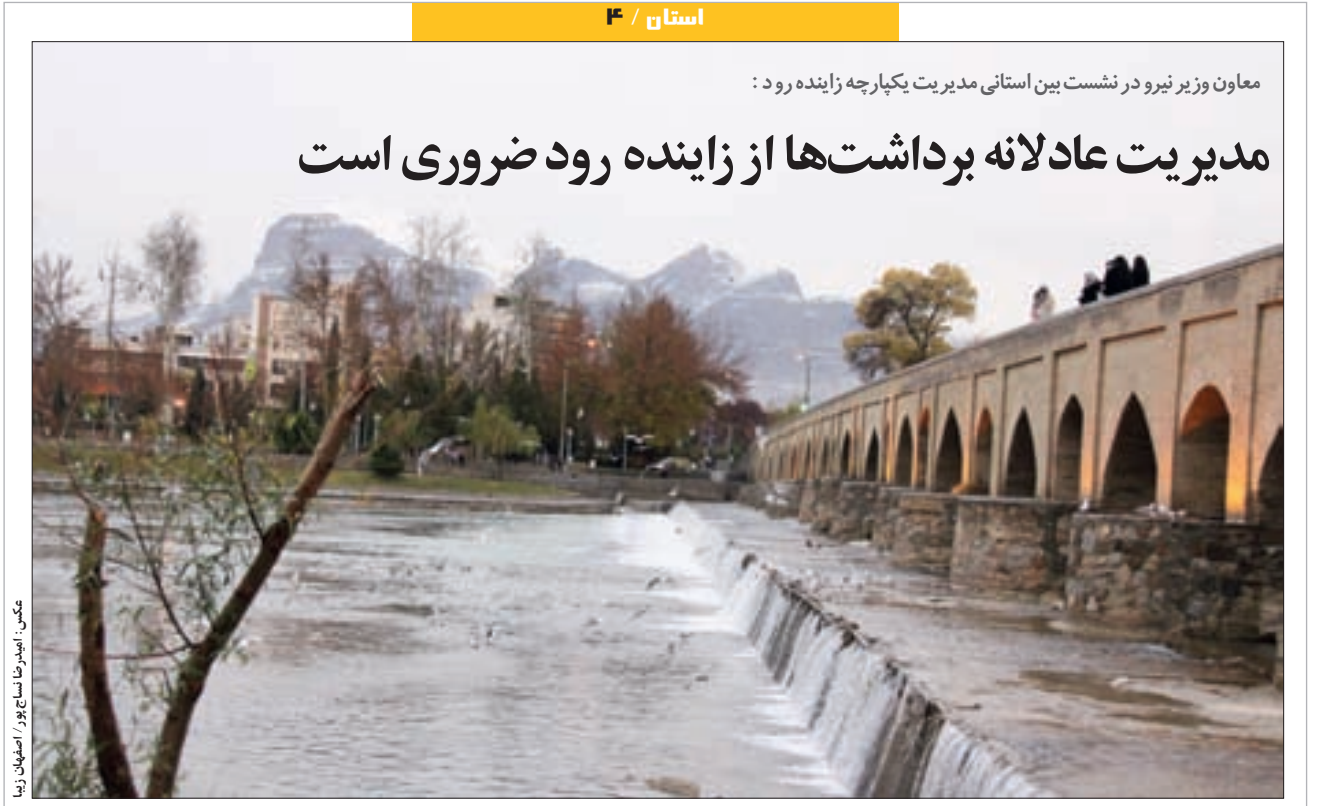 استان / ۴
معاون وزیر نیرو در نشست بین استانی مدیریت یکپارچه زاینده رود :
مدیریت عادلانه برداشت‌ها از زاینده رود ضروری است
عکس: امیدرضا نساج پور / اصفهان زیبا